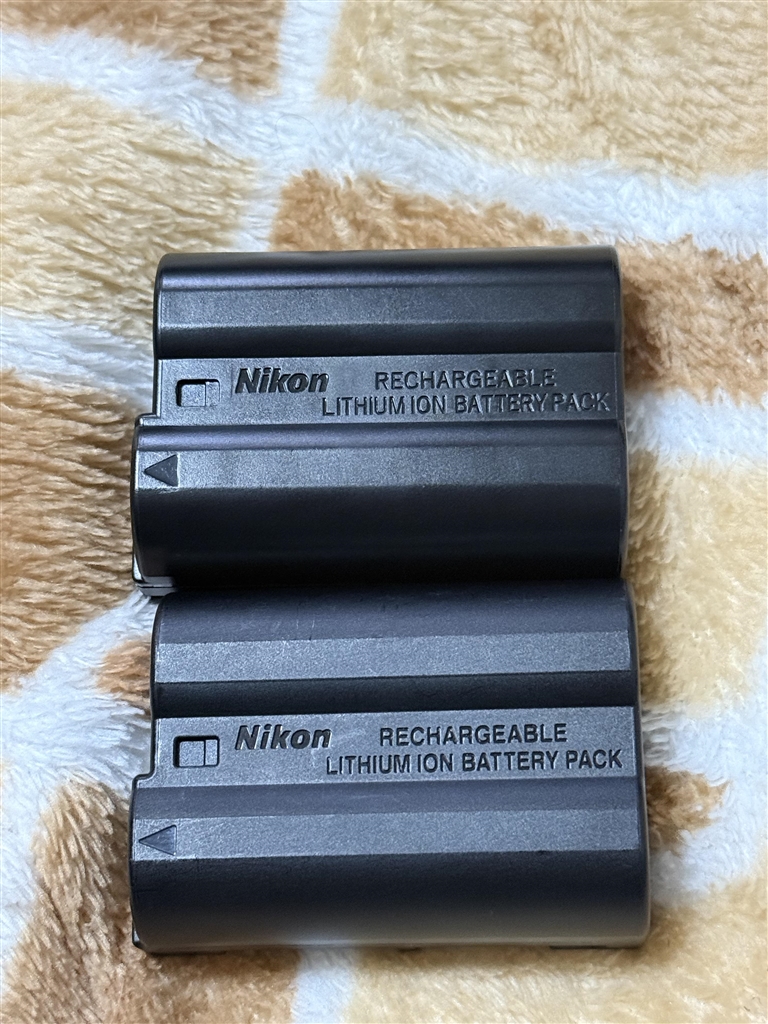 Nikon RECHARGEABLE
LITHIUM ION BATTERY PACK
Nikon RECHARGEABLE
LITHIUM ION BATTERY PACK